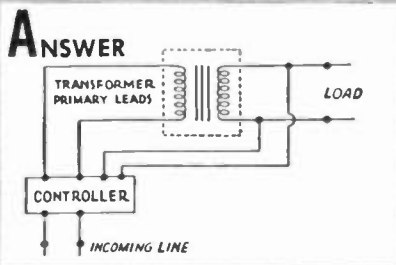 ANSWER
TRANSFORMER
PRIMARY LEADS
LOAD
CONTROLLER
INCOMING LINE